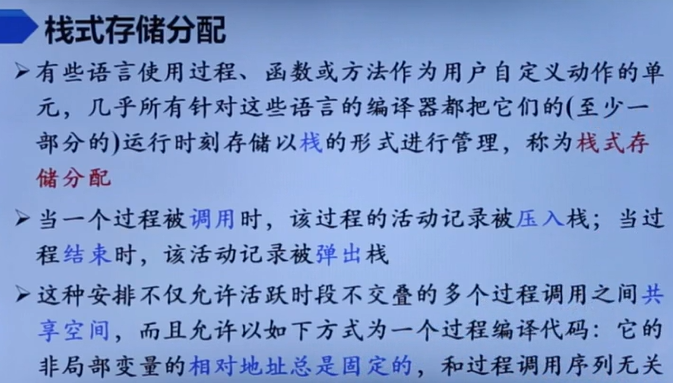 栈式存储分配
➢有些语言使用过程、函数或方法作为用户自定义动作的单
元，几乎所有针对这些语言的编译器都把它们的(至少一
部分的)运行时刻存储以栈的形式进行管理，称为栈式存
储分配
➢当一个过程被调用时，该过程的活动记录被压入栈；当过
程结束时，该活动记录被弹出栈
➢这种安排不仅允许活跃时段不交叠的多个过程调用之间共
享空间，而且允许以如下方式为一个过程编译代码：它的
非局部变量的相对地址总是固定的，和过程调用序列无关